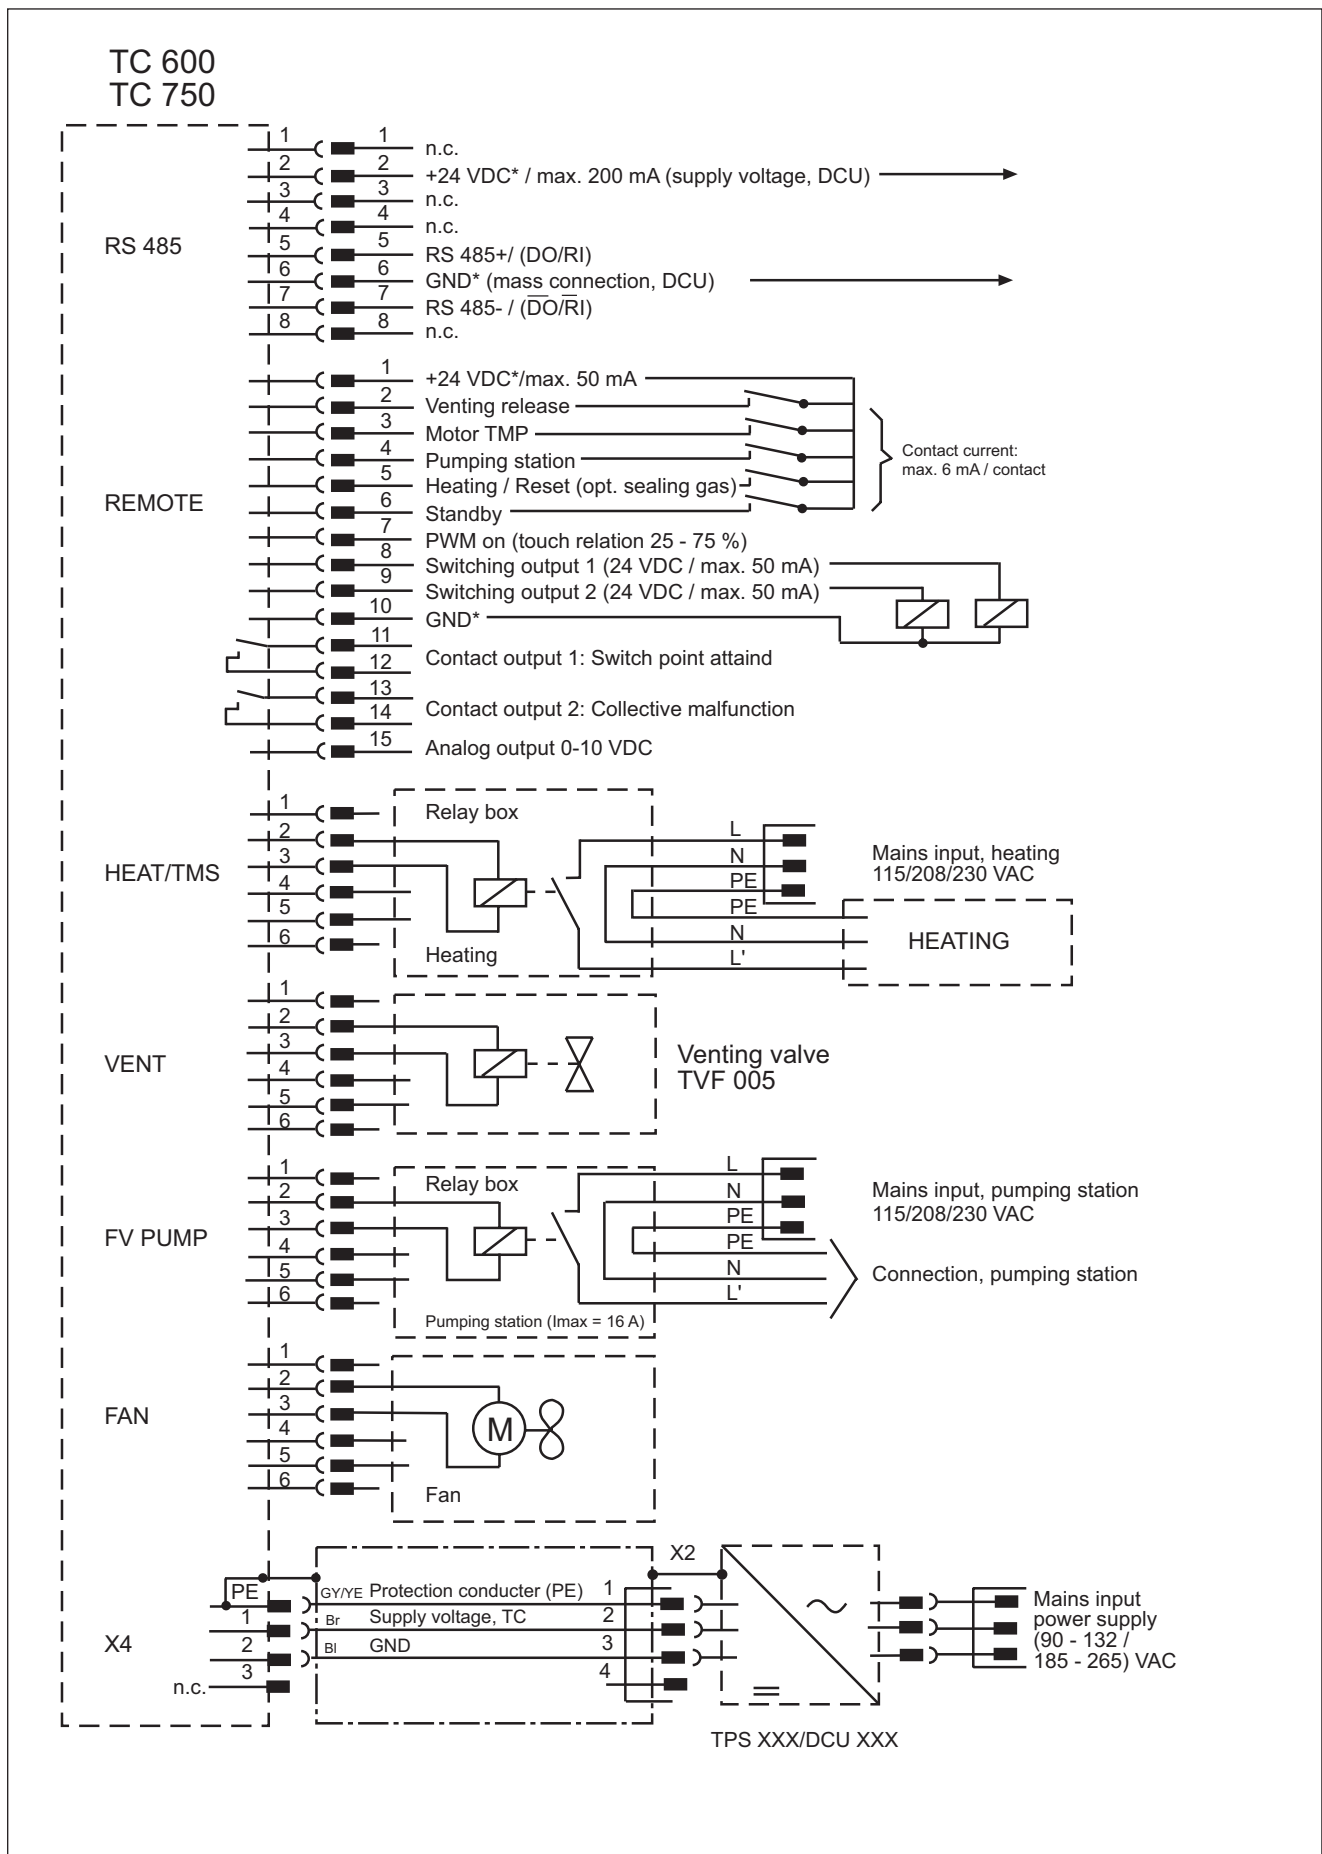 TC 600
TC 750
RS 485
1 1 n.c.
2 2 +24 VDC* / max. 200 mA (supply voltage, DCU)
3 3 n.c.
4 4 n.c.
5 5 RS 485+/ (DO/RI)
6 6 GND* (mass connection, DCU)
7 7 RS 485- / (D̅O̅/R̅I)
8 8 n.c.
REMOTE
1 +24 VDC*/max. 50 mA
2 Venting release
3 Motor TMP
4 Pumping station
5 Heating / Reset (opt. sealing gas)
6 Standby
Contact current:
max. 6 mA / contact
7 PWM on (touch relation 25 - 75 %)
8 Switching output 1 (24 VDC / max. 50 mA)
9 Switching output 2 (24 VDC / max. 50 mA)
10 GND*
11
12 Contact output 1: Switch point attaind
13
14 Contact output 2: Collective malfunction
15 Analog output 0-10 VDC
HEAT/TMS
1
2
3
4
5
6
Relay box
Heating
L
N
PE
PE
N
L'
Mains input, heating
115/208/230 VAC
HEATING
VENT
1
2
3
4
5
6
Venting valve
TVF 005
FV PUMP
1
2
3
4
5
6
Relay box
Pumping station (Imax = 16 A)
L
N
PE
PE
N
L'
Mains input, pumping station
115/208/230 VAC
Connection, pumping station
FAN
1
2
3
4
5
6
M
Fan
X4
PE
1
2
3
n.c.
GY/YE Protection conducter (PE) 1
Br Supply voltage, TC 2
Bl GND 3
4
X2
Mains input
power supply
(90 - 132 /
185 - 265) VAC
TPS XXX/DCU XXX